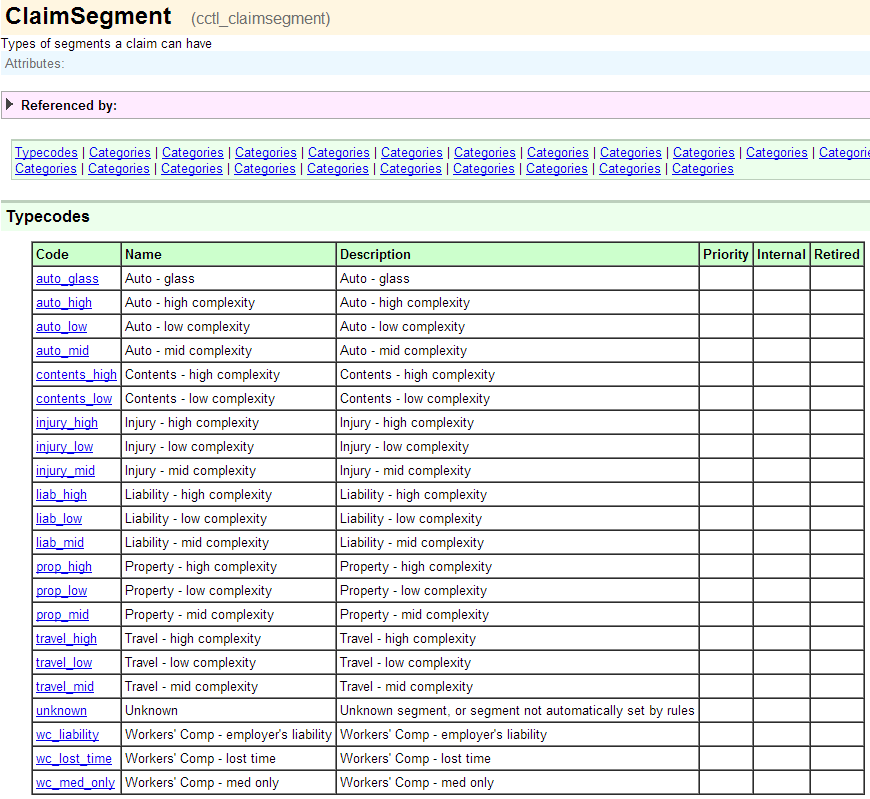 ClaimSegment (cctl_claimsegment)
Types of segments a claim can have
Attributes:
Referenced by:
Typecodes | Categories | Categories | Categories | Categories | Categories | Categories | Categories | Categories | Categories | Categories | Categorie
Categories | Categories | Categories | Categories | Categories | Categories | Categories | Categories | Categories | Categories
Typecodes
Code Name Description Priority Internal Retired
auto_glass Auto - glass Auto - glass
auto_high Auto - high complexity Auto - high complexity
auto_low Auto - low complexity Auto - low complexity
auto_mid Auto - mid complexity Auto - mid complexity
contents_high Contents - high complexity Contents - high complexity
contents_low Contents - low complexity Contents - low complexity
injury_high Injury - high complexity Injury - high complexity
injury_low Injury - low complexity Injury - low complexity
injury_mid Injury - mid complexity Injury - mid complexity
liab_high Liability - high complexity Liability - high complexity
liab_low Liability - low complexity Liability - low complexity
liab_mid Liability - mid complexity Liability - mid complexity
prop_high Property - high complexity Property - high complexity
prop_low Property - low complexity Property - low complexity
prop_mid Property - mid complexity Property - mid complexity
travel_high Travel - high complexity Travel - high complexity
travel_low Travel - low complexity Travel - low complexity
travel_mid Travel - mid complexity Travel - mid complexity
unknown Unknown Unknown segment, or segment not automatically set by rules
wc_liability Workers' Comp - employer's liability Workers' Comp - employer's liability
wc_lost_time Workers' Comp - lost time Workers' Comp - lost time
wc_med_only Workers' Comp - med only Workers' Comp - med only